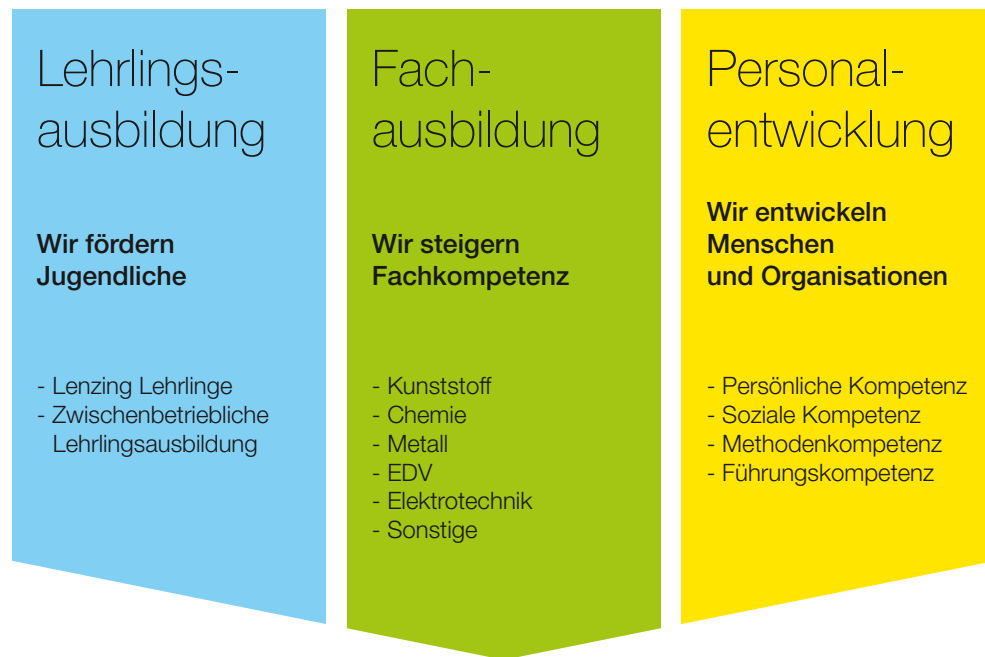 Lehrlings-
ausbildung
Wir fördern
Jugendliche
- Lenzing Lehrlinge
- Zwischenbetriebliche
Lehrlingsausbildung
Fach-
ausbildung
Wir steigern
Fachkompetenz
- Kunststoff
- Chemie
- Metall
- EDV
- Elektrotechnik
- Sonstige
Personal-
entwicklung
Wir entwickeln
Menschen
und Organisationen
- Persönliche Kompetenz
- Soziale Kompetenz
- Methodenkompetenz
- Führungskompetenz